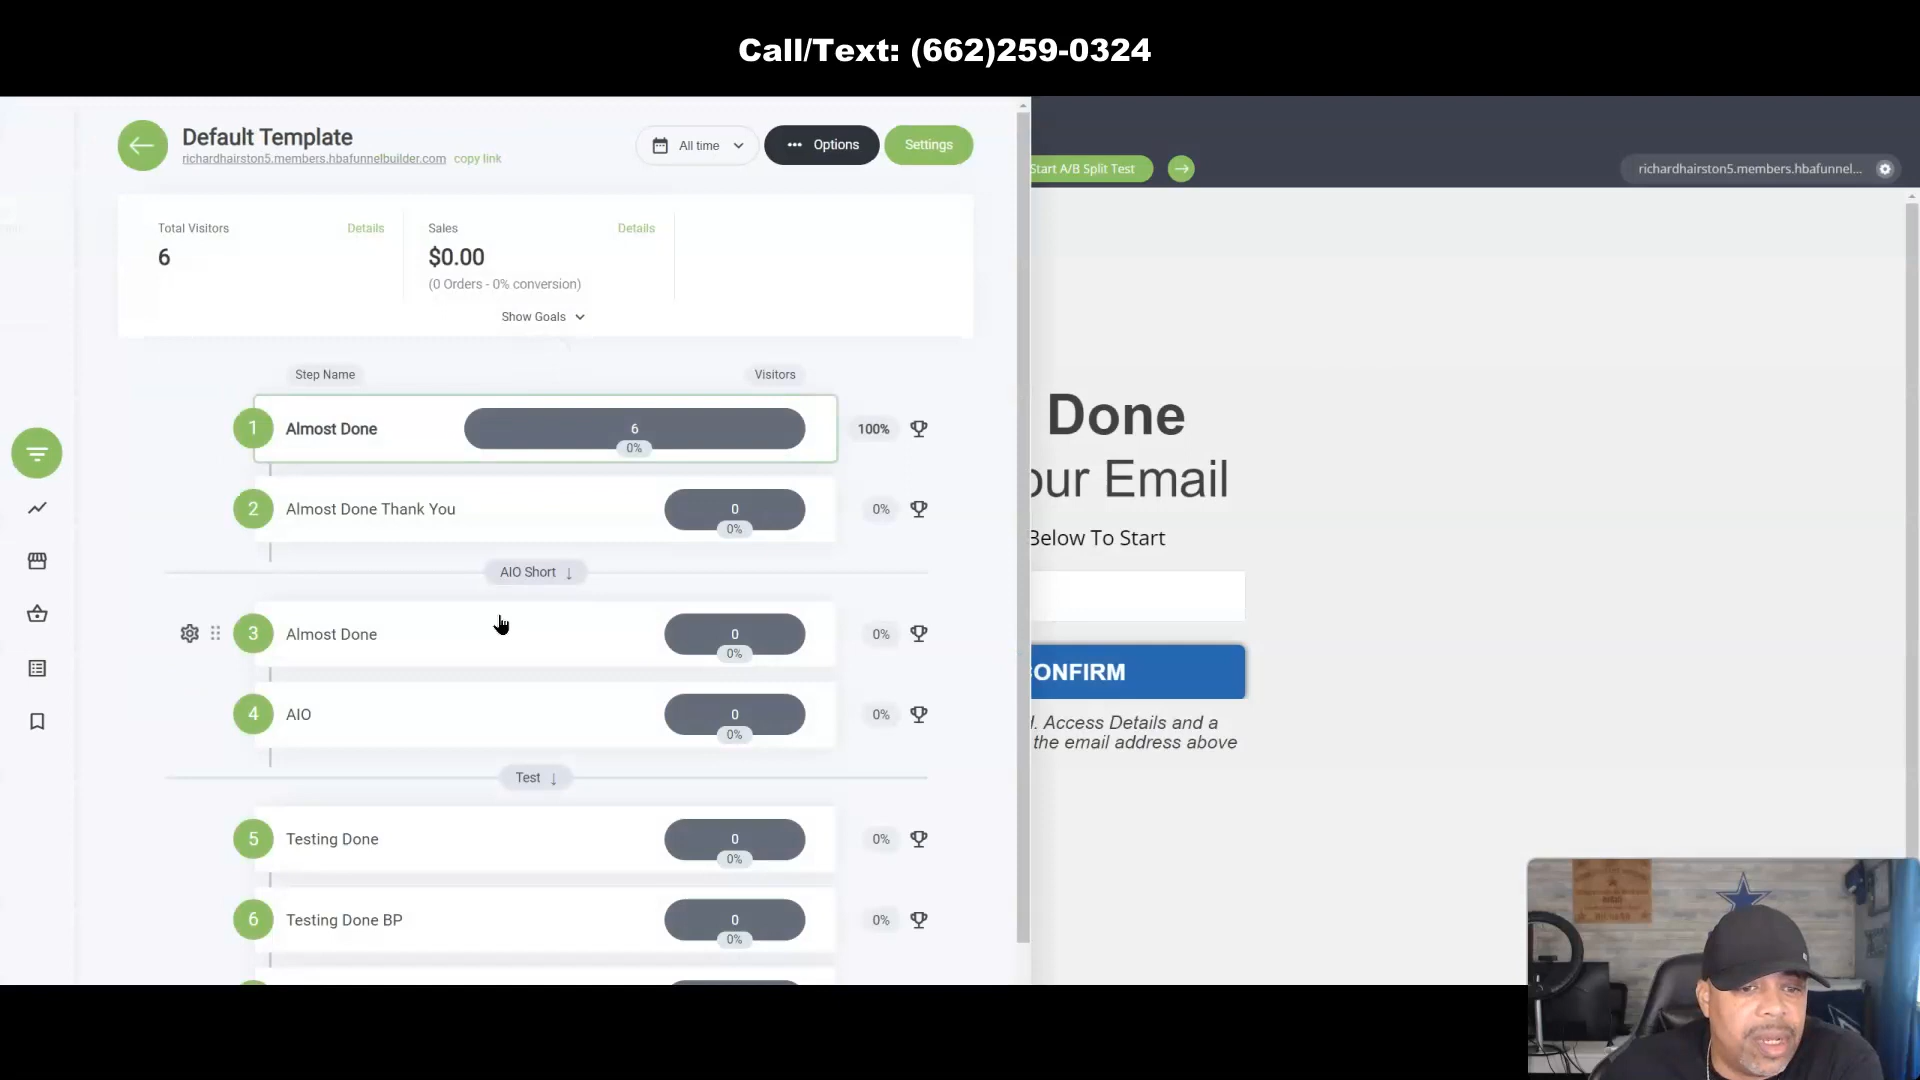 Call/Text: (662)259-0324
Default Template
richardhairston5.members.hbafunnelbuilder.com copy link
All time
Options
Settings
Start A/B Split Test
richardhairston5.members.hbafunnel...
Total Visitors
Details
6
Sales
Details
$0.00
(0 Orders - 0% conversion)
Show Goals
Step Name
Visitors
1
Almost Done
6
0%
100%
2
Almost Done Thank You
0
0%
0%
AIO Short ↓
3
Almost Done
0
0%
0%
4
AIO
0
0%
0%
Test ↓
5
Testing Done
0
0%
0%
6
Testing Done BP
0
0%
0%
Done
our Email
Below To Start
ONFIRM
. Access Details and a
the email address above